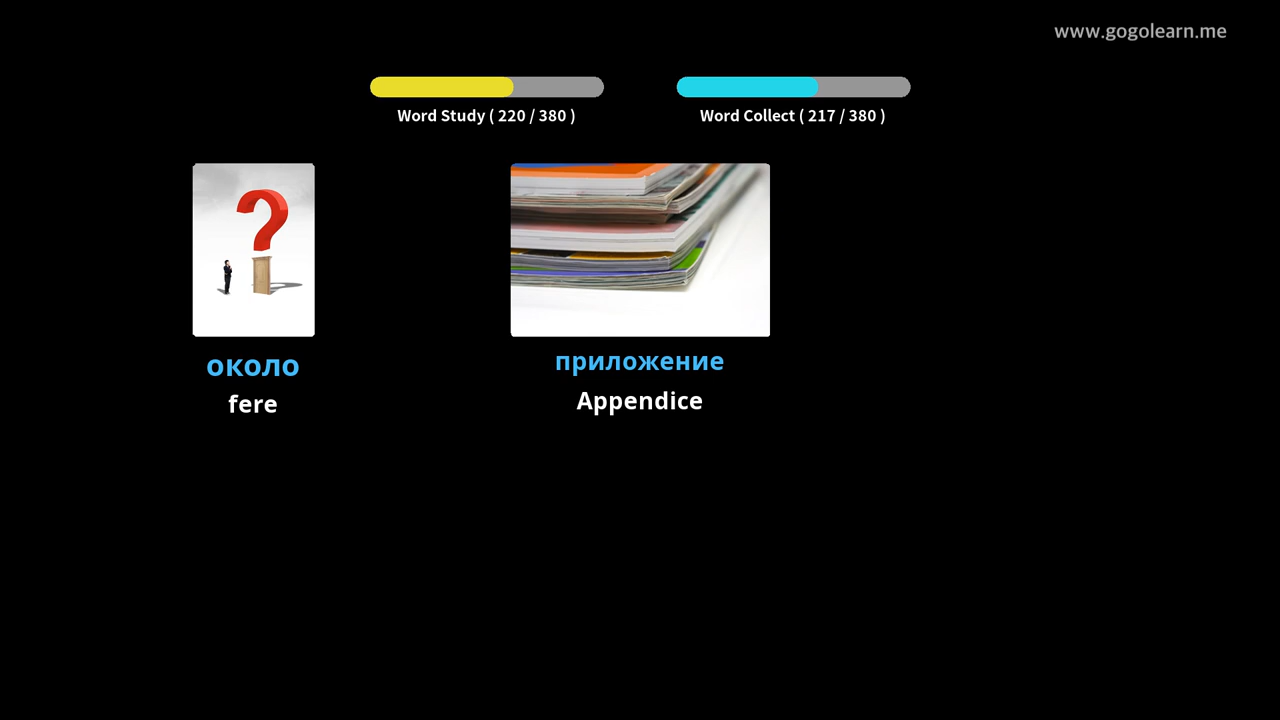 www.gogolearn.me
Word Study ( 220 / 380 )
Word Collect ( 217 / 380 )
около
fere
приложение
Appendice